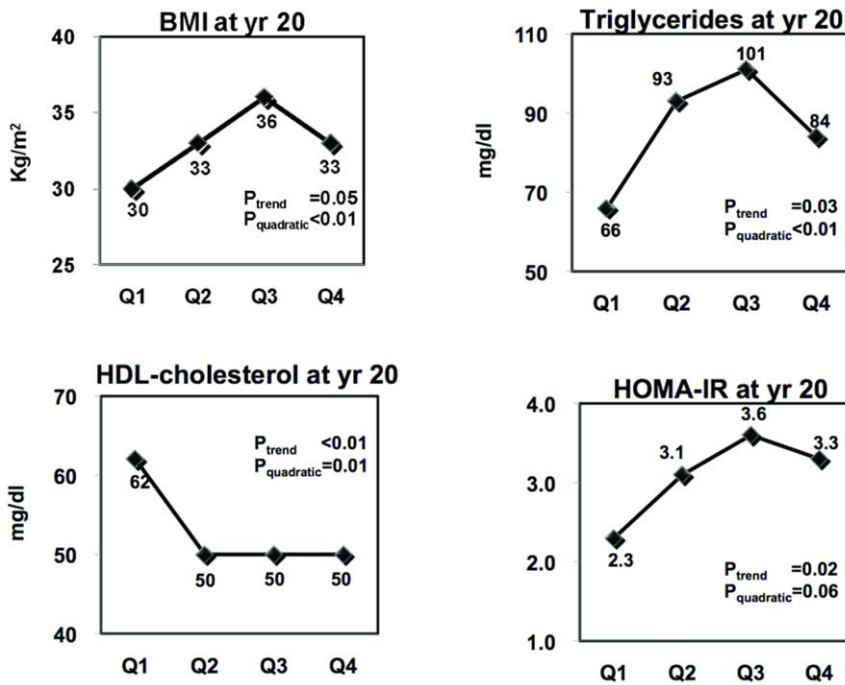 BMI at yr 20
40
35
30
25
Kg/m²
30
33
36
33
Ptrend =0.05
Pquadratic<0.01
Q1 Q2 Q3 Q4
Triglycerides at yr 20
110
90
70
50
mg/dl
66
93
101
84
Ptrend =0.03
Pquadratic<0.01
Q1 Q2 Q3 Q4
HDL-cholesterol at yr 20
70
60
50
40
mg/dl
62
50
50
50
Ptrend <0.01
Pquadratic=0.01
Q1 Q2 Q3 Q4
HOMA-IR at yr 20
4.0
3.0
2.0
1.0
2.3
3.1
3.6
3.3
Ptrend =0.02
Pquadratic=0.06
Q1 Q2 Q3 Q4